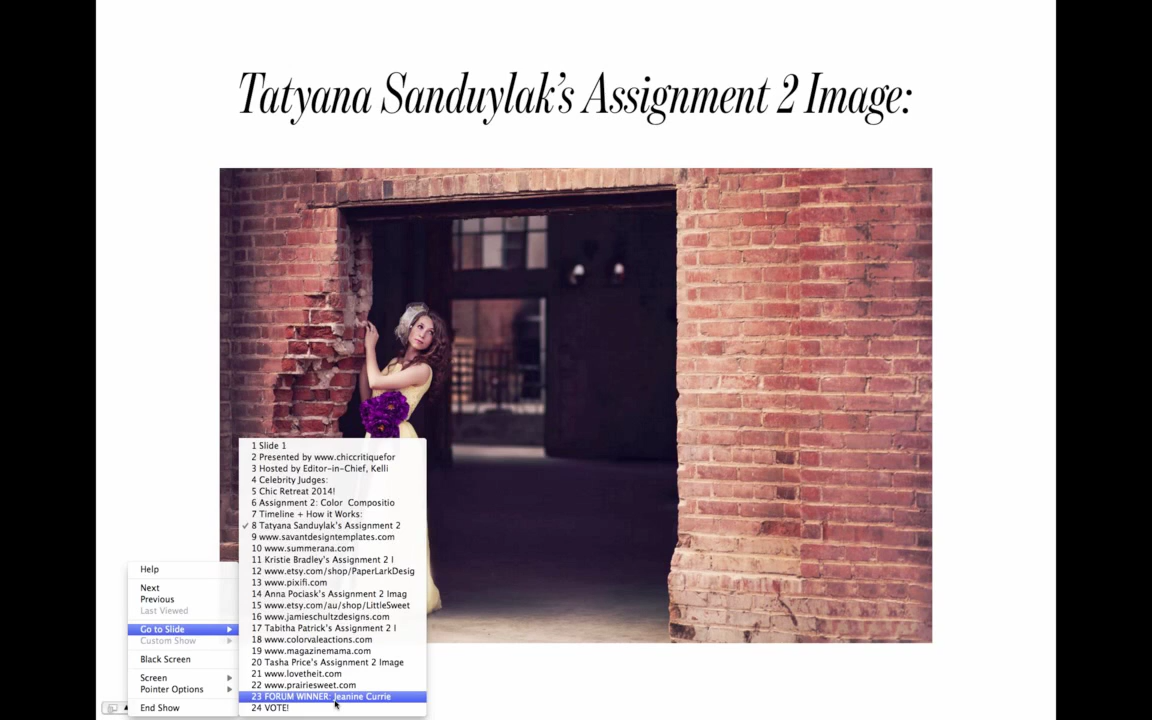 Tatyana Sanduylak's Assignment 2 Image:
1 Slide 1
2 Presented by www.chiccritiquefor
3 Hosted by Editor-in-Chief, Kelli
4 Celebrity Judges:
5 Chic Retreat 2014!
6 Assignment 2: Color  Compositio
7 Timeline + How it Works:
✓ 8 Tatyana Sanduylak's Assignment 2
9 www.savantdesigntemplates.com
10 www.summerana.com
11 Kristie Bradley's Assignment 2 I
12 www.etsy.com/shop/PaperLarkDesig
13 www.pixifi.com
14 Anna Pociask's Assignment 2 Imag
15 www.etsy.com/au/shop/LittleSweet
16 www.jamieschultzdesigns.com
17 Tabitha Patrick's Assignment 2 I
18 www.colorvaleactions.com
19 www.magazinemama.com
20 Tasha Price's Assignment 2 Image
21 www.lovetheit.com
22 www.prairiesweet.com
23 FORUM WINNER: Jeanine Currie
24 VOTE!
Help
Next
Previous
Last Viewed
Go to Slide
Custom Show
Black Screen
Screen
Pointer Options
End Show